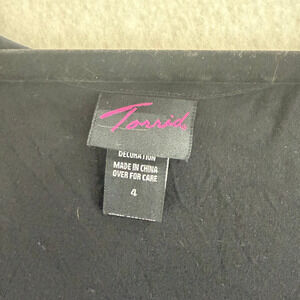 Torrid
DECORATION
MADE IN CHINA
OVER FOR CARE
4